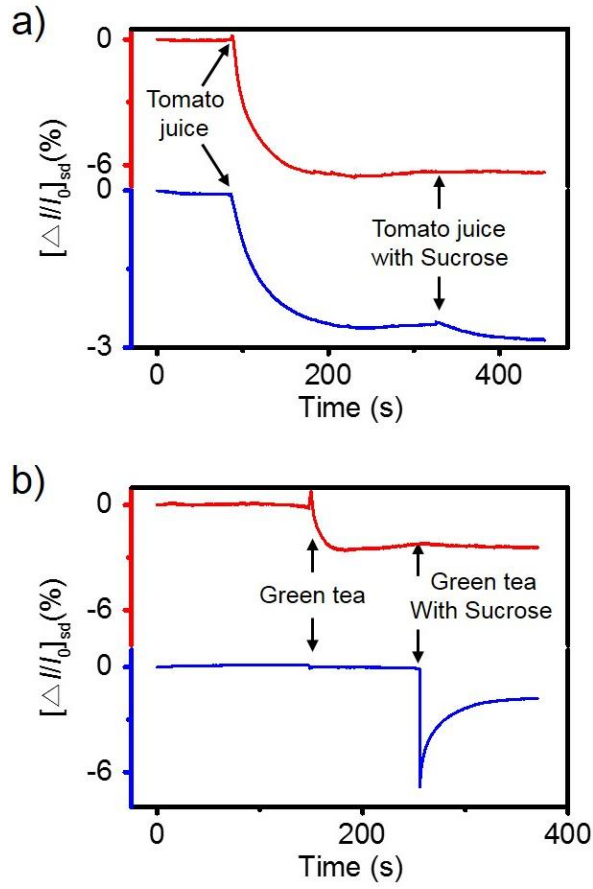 a)
0
-6
0
-3
[△I/I0]sd(%)
Tomato
juice
Tomato juice
with Sucrose
0
200
400
Time (s)
b)
0
-6
0
-6
[△I/I0]sd(%)
Green tea
Green tea
With Sucrose
0
200
400
Time (s)